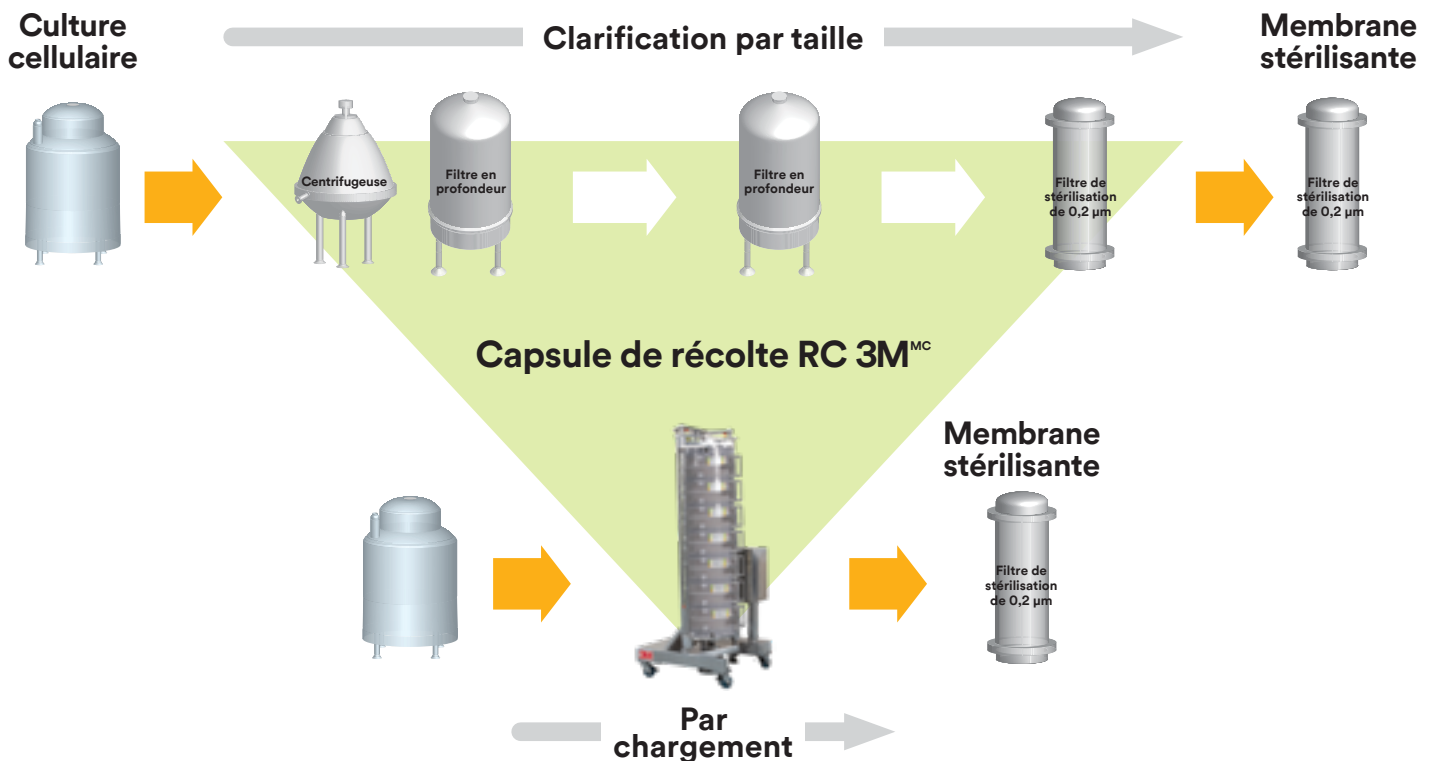 Culture
cellulaire
Clarification par taille
Membrane
stérilisante
Centrifugeuse
Filtre en
profondeur
Filtre en
profondeur
Filtre de
stérilisation
de 0,2 µm
Filtre de
stérilisation
de 0,2 µm
Capsule de récolte RC 3Mᴹᶜ
Membrane
stérilisante
Filtre de
stérilisation
de 0,2 µm
Par
chargement